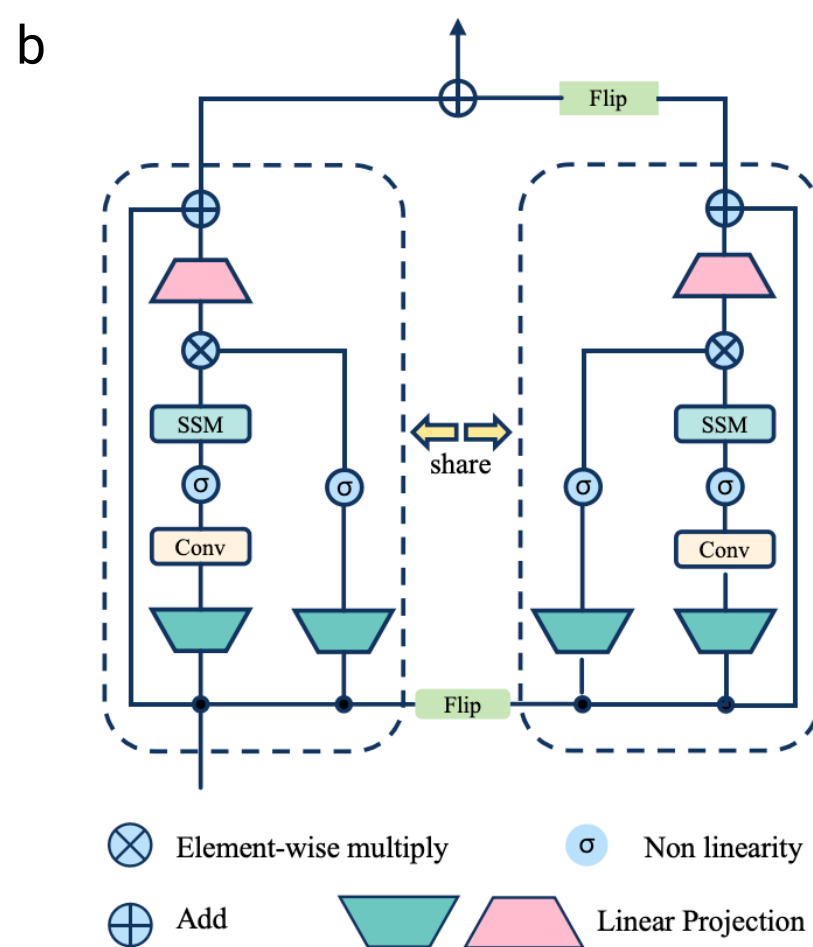 b
Flip
SSM
SSM
share
σ
σ
σ
σ
Conv
Conv
Flip
Element-wise multiply
σ
Non linearity
Add
Linear Projection